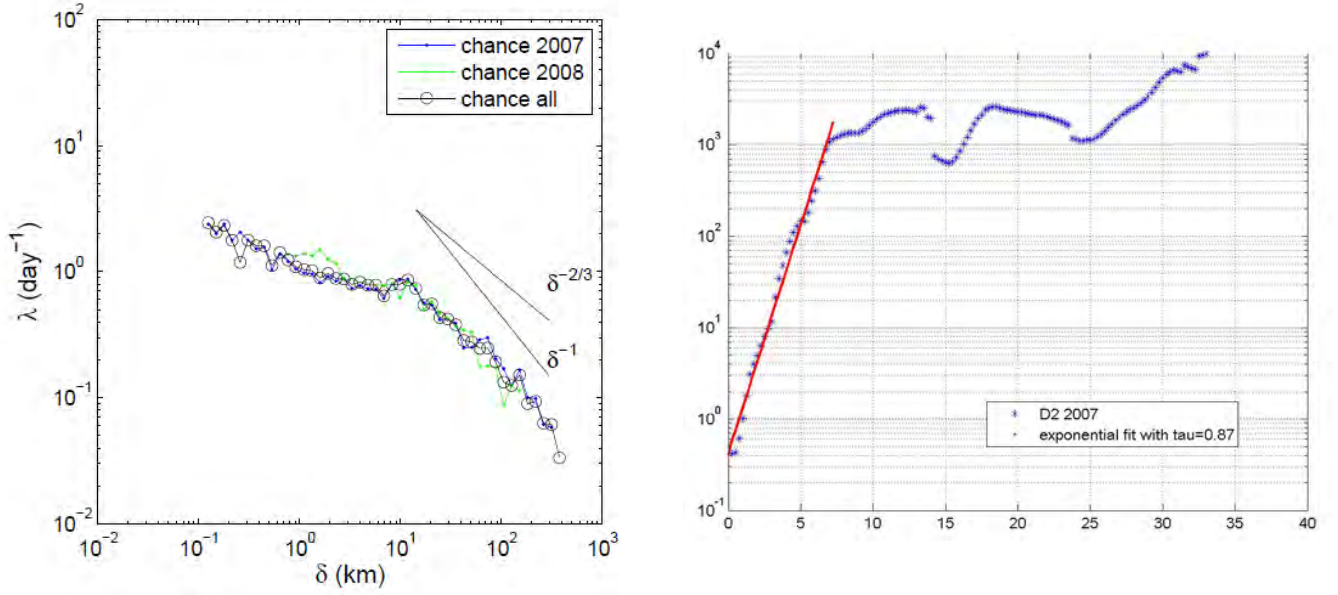 10^2
10^1
10^0
10^-1
10^-2
λ (day^-1)
chance 2007
chance 2008
chance all
δ^-2/3
δ^-1
10^-2 10^-1 10^0 10^1 10^2 10^3
δ (km)
10^4
10^3
10^2
10^1
10^0
10^-1
D2 2007
exponential fit with tau=0.87
0 5 10 15 20 25 30 35 40